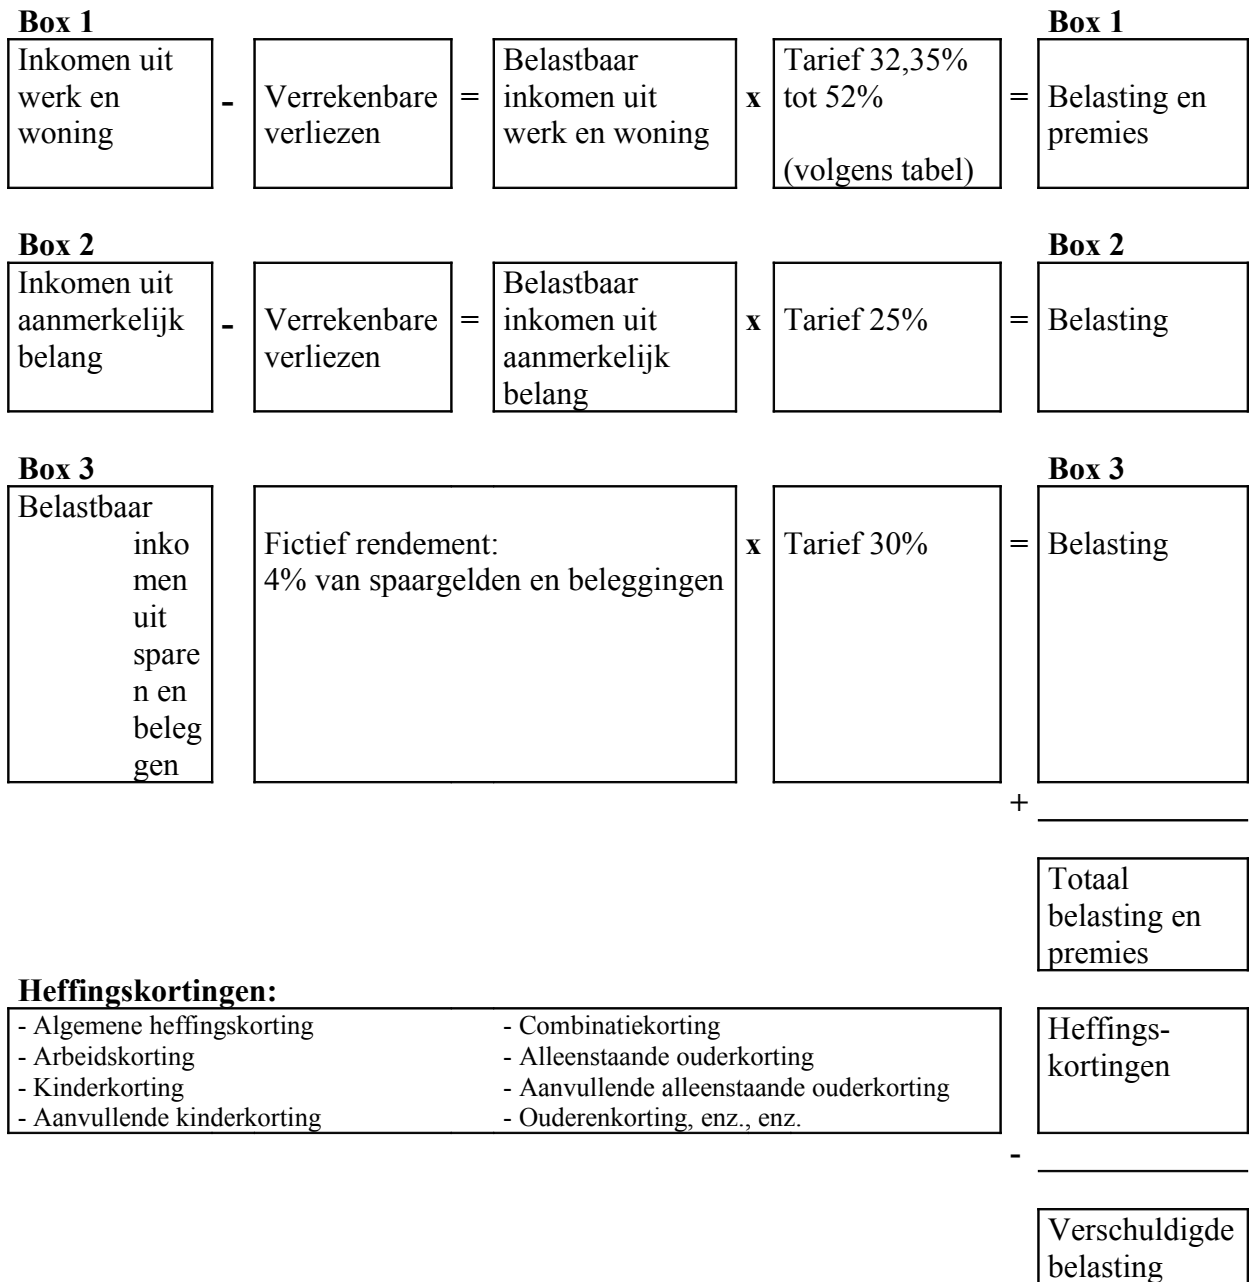 Box 1
Box 1
Inkomen uit
werk en
woning
-
Verrekenbare
verliezen
=
Belastbaar
inkomen uit
werk en woning
x
Tarief 32,35%
tot 52%
(volgens tabel)
=
Belasting en
premies
Box 2
Box 2
Inkomen uit
aanmerkelijk
belang
-
Verrekenbare
verliezen
=
Belastbaar
inkomen uit
aanmerkelijk
belang
x
Tarief 25%
=
Belasting
Box 3
Box 3
Belastbaar
inko
men
uit
spare
n en
beleg
gen
Fictief rendement:
4% van spaargelden en beleggingen
x
Tarief 30%
=
Belasting
+
Totaal
belasting en
premies
Heffingskortingen:
- Algemene heffingskorting
- Arbeidskorting
- Kinderkorting
- Aanvullende kinderkorting
- Combinatiekorting
- Alleenstaande ouderkorting
- Aanvullende alleenstaande ouderkorting
- Ouderenkorting, enz., enz.
Heffings-
kortingen
-
Verschuldigde
belasting